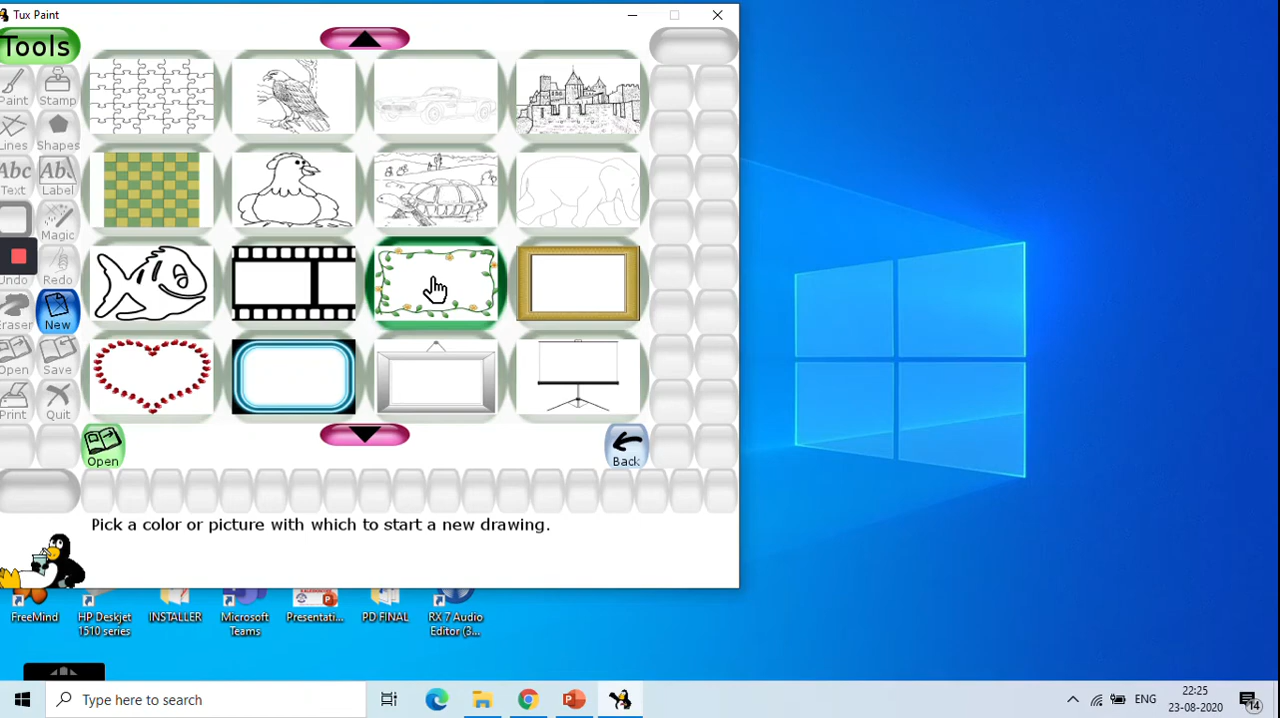 Tux Paint
Tools
Paint
Stamp
Lines
Shapes
Abc
Text
Abc
Label
Magic
Undo
Redo
Eraser
New
Open
Save
Print
Quit
Open
Back
Pick a color or picture with which to start a new drawing.
FreeMind
HP Deskjet
1510 series
INSTALLER
Microsoft
Teams
Presentati...
PD FINAL
RX 7 Audio
Editor (3...
Type here to search
ENG
22:25
23-08-2020
14